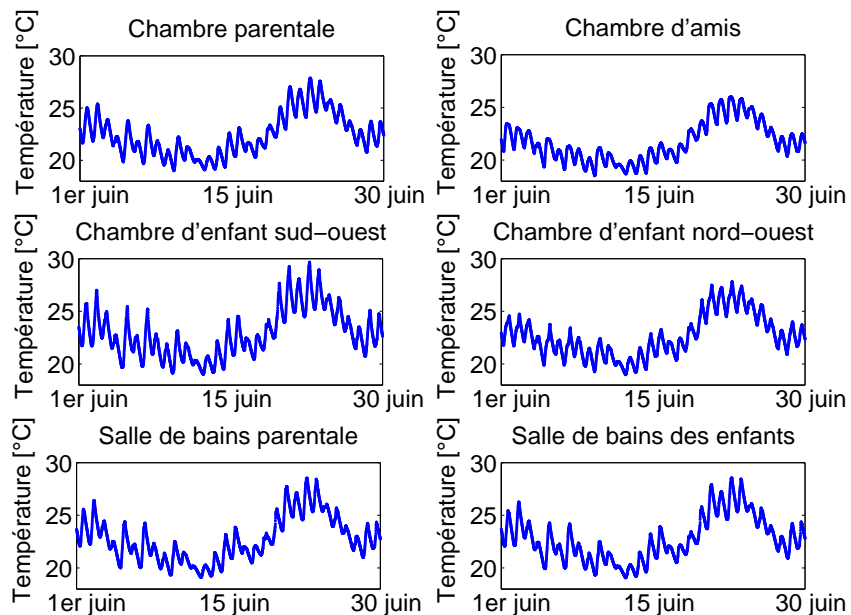 Chambre parentale
Température [°C]
30
25
20
1er juin 15 juin 30 juin
Chambre d'amis
Température [°C]
30
25
20
1er juin 15 juin 30 juin
Chambre d'enfant sud−ouest
Température [°C]
30
25
20
1er juin 15 juin 30 juin
Chambre d'enfant nord−ouest
Température [°C]
30
25
20
1er juin 15 juin 30 juin
Salle de bains parentale
Température [°C]
30
25
20
1er juin 15 juin 30 juin
Salle de bains des enfants
Température [°C]
30
25
20
1er juin 15 juin 30 juin